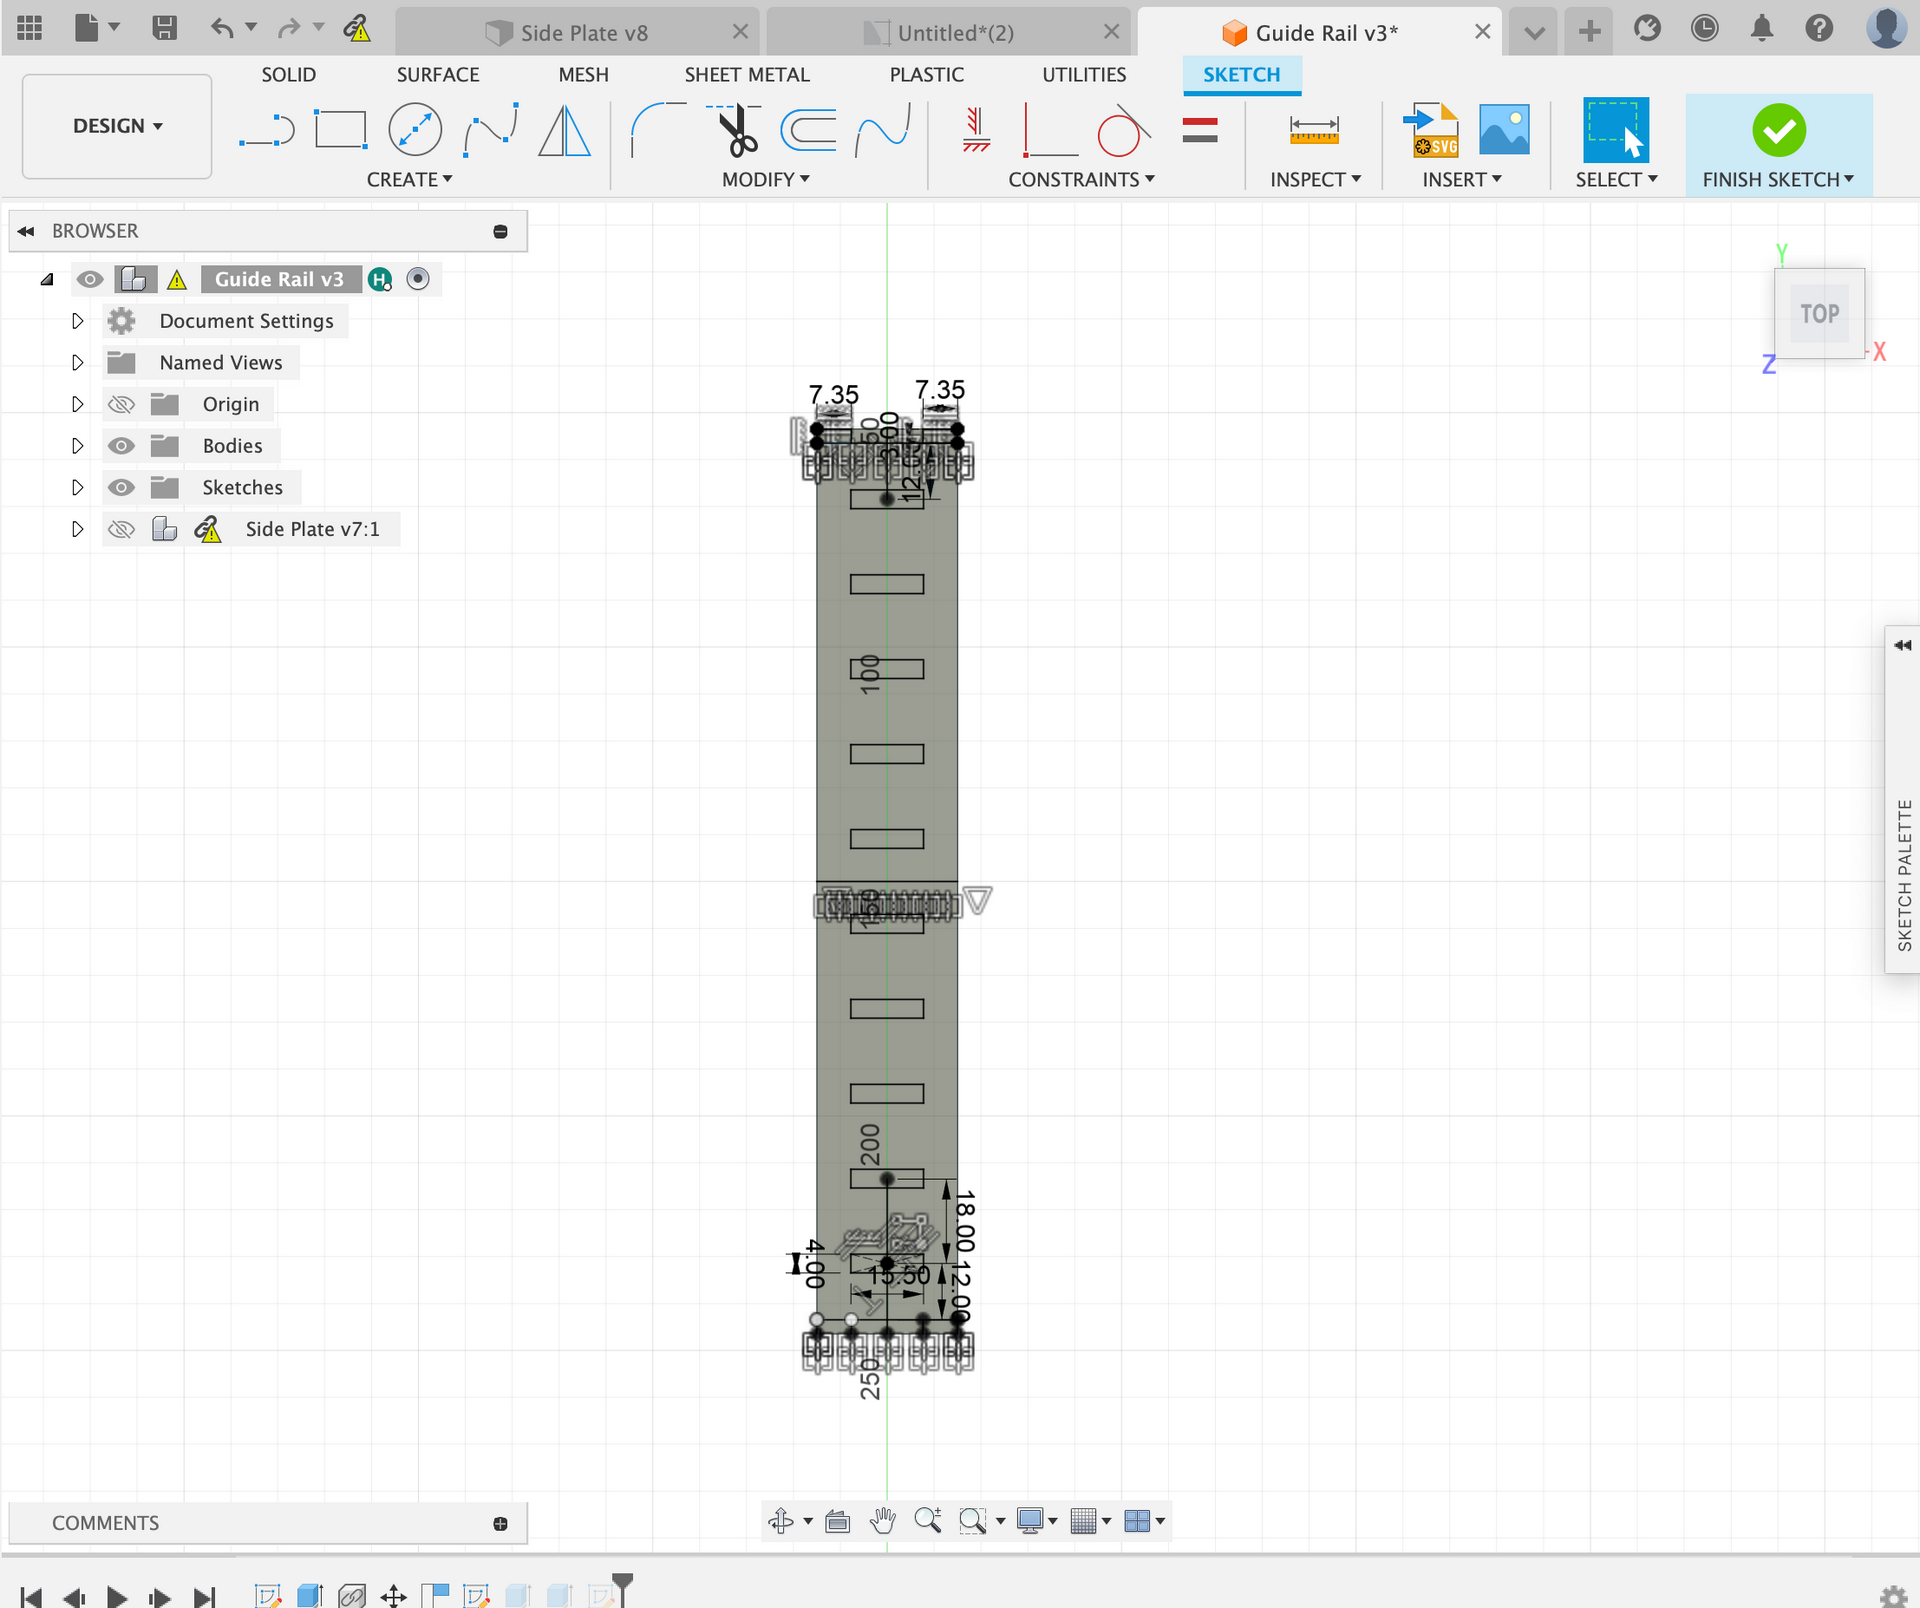 Side Plate v8
Untitled*(2)
Guide Rail v3*
DESIGN
SOLID
SURFACE
MESH
SHEET METAL
PLASTIC
UTILITIES
SKETCH
SVG
CREATE
MODIFY
CONSTRAINTS
INSPECT
INSERT
SELECT
FINISH SKETCH
BROWSER
Guide Rail v3
H
Document Settings
Named Views
Origin
Bodies
Sketches
Side Plate v7:1
Y
TOP
X
Z
7.35
7.35
3.00
100
150
200
18.00
4.00
15.50
12.00
250
SKETCH PALETTE
COMMENTS